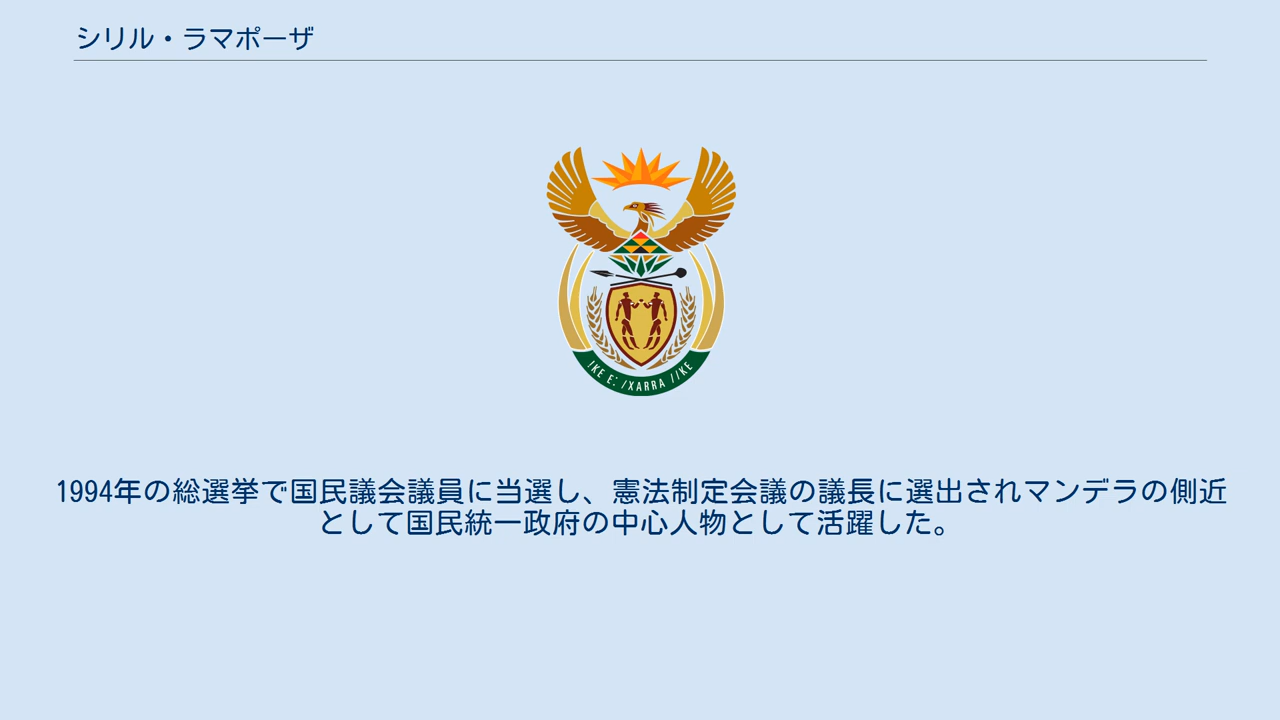 シリル・ラマポーザ
!KE E: /XARRA //KE
1994年の総選挙で国民議会議員に当選し、憲法制定会議の議長に選出されマンデラの側近
として国民統一政府の中心人物として活躍した。